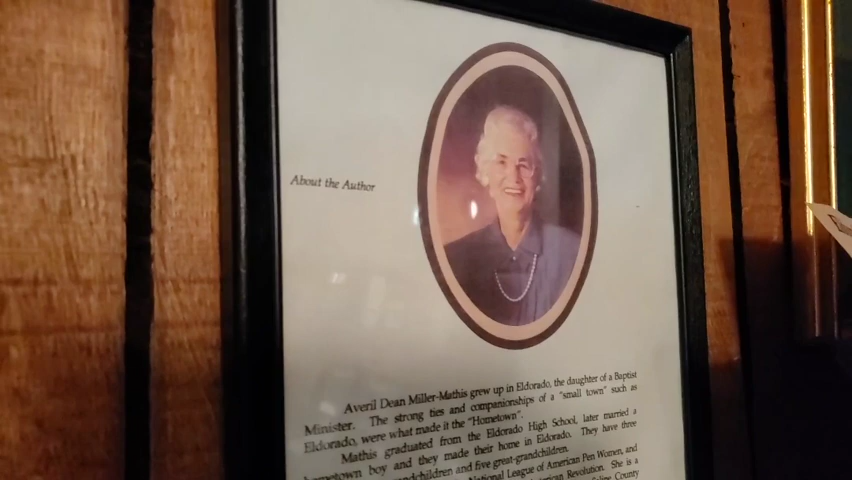 About the Author
Averil Dean Miller-Mathis grew up in Eldorado, the daughter of a Baptist
Minister. The strong ties and companionships of a "small town" such as
Eldorado, were what made it the "Hometown".
Mathis graduated from the Eldorado High School, later married a
hometown boy and they made their home in Eldorado. They have three
andchildren and five great-grandchildren.
National League of American Pen Women, and
Revolution. She is a
County